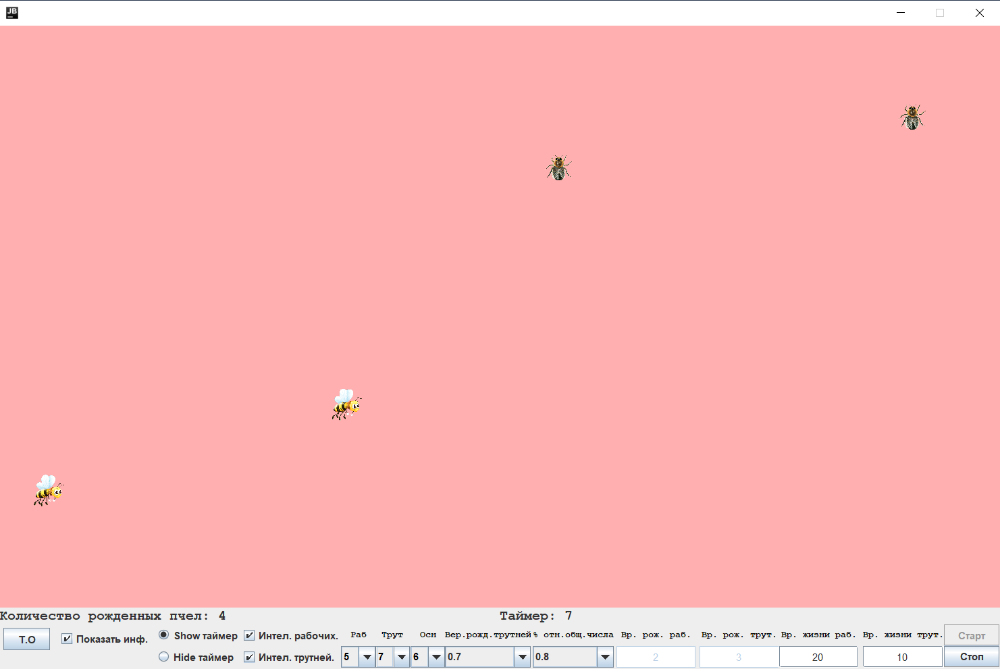 JB
Количество рожденных пчел: 4
Таймер: 7
Т.О
Показать инф.
Show таймер
Hide таймер
Интел. рабочих.
Интел. трутней.
Раб Трут Осн Вер.рожд.трутней % отн.общ.числа Вр. рож. раб. Вр. рож. трут. Вр. жизни раб. Вр. жизни трут.
5 7 6 0.7 0.8 2 3 20 10
Старт
Стоп